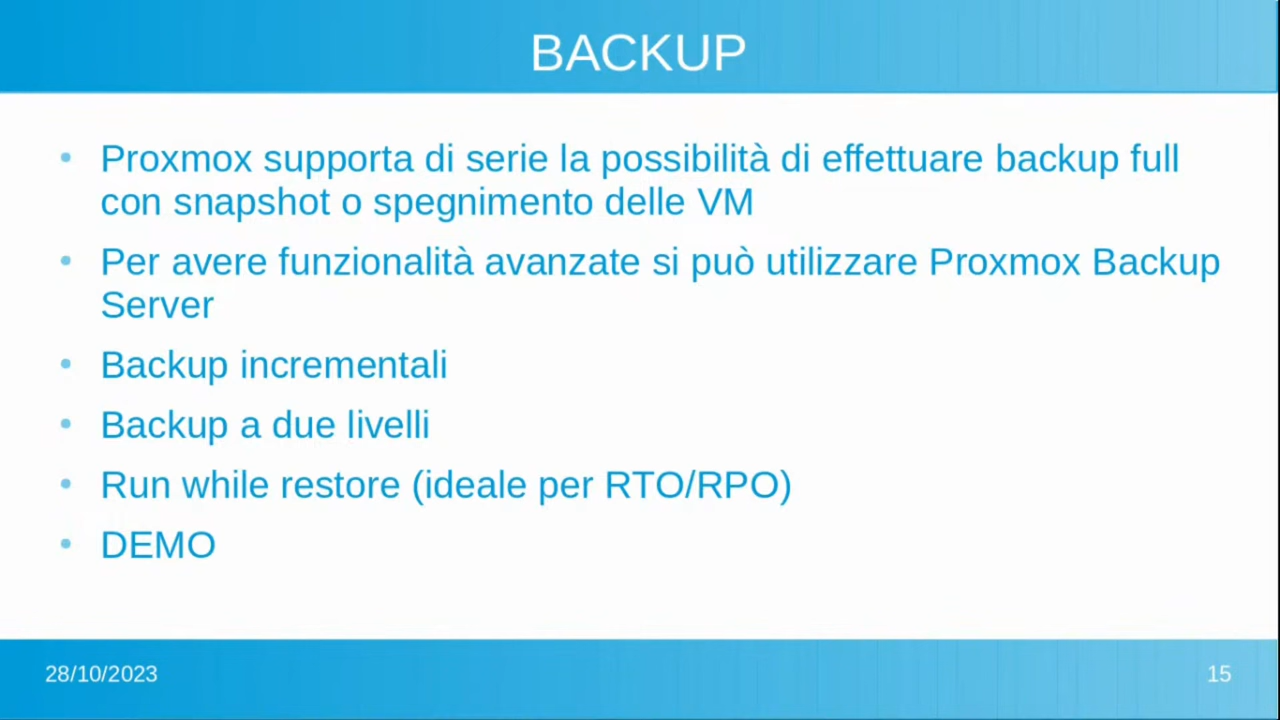 BACKUP
• Proxmox supporta di serie la possibilità di effettuare backup full
con snapshot o spegnimento delle VM
• Per avere funzionalità avanzate si può utilizzare Proxmox Backup
Server
• Backup incrementali
• Backup a due livelli
• Run while restore (ideale per RTO/RPO)
• DEMO
28/10/2023
15